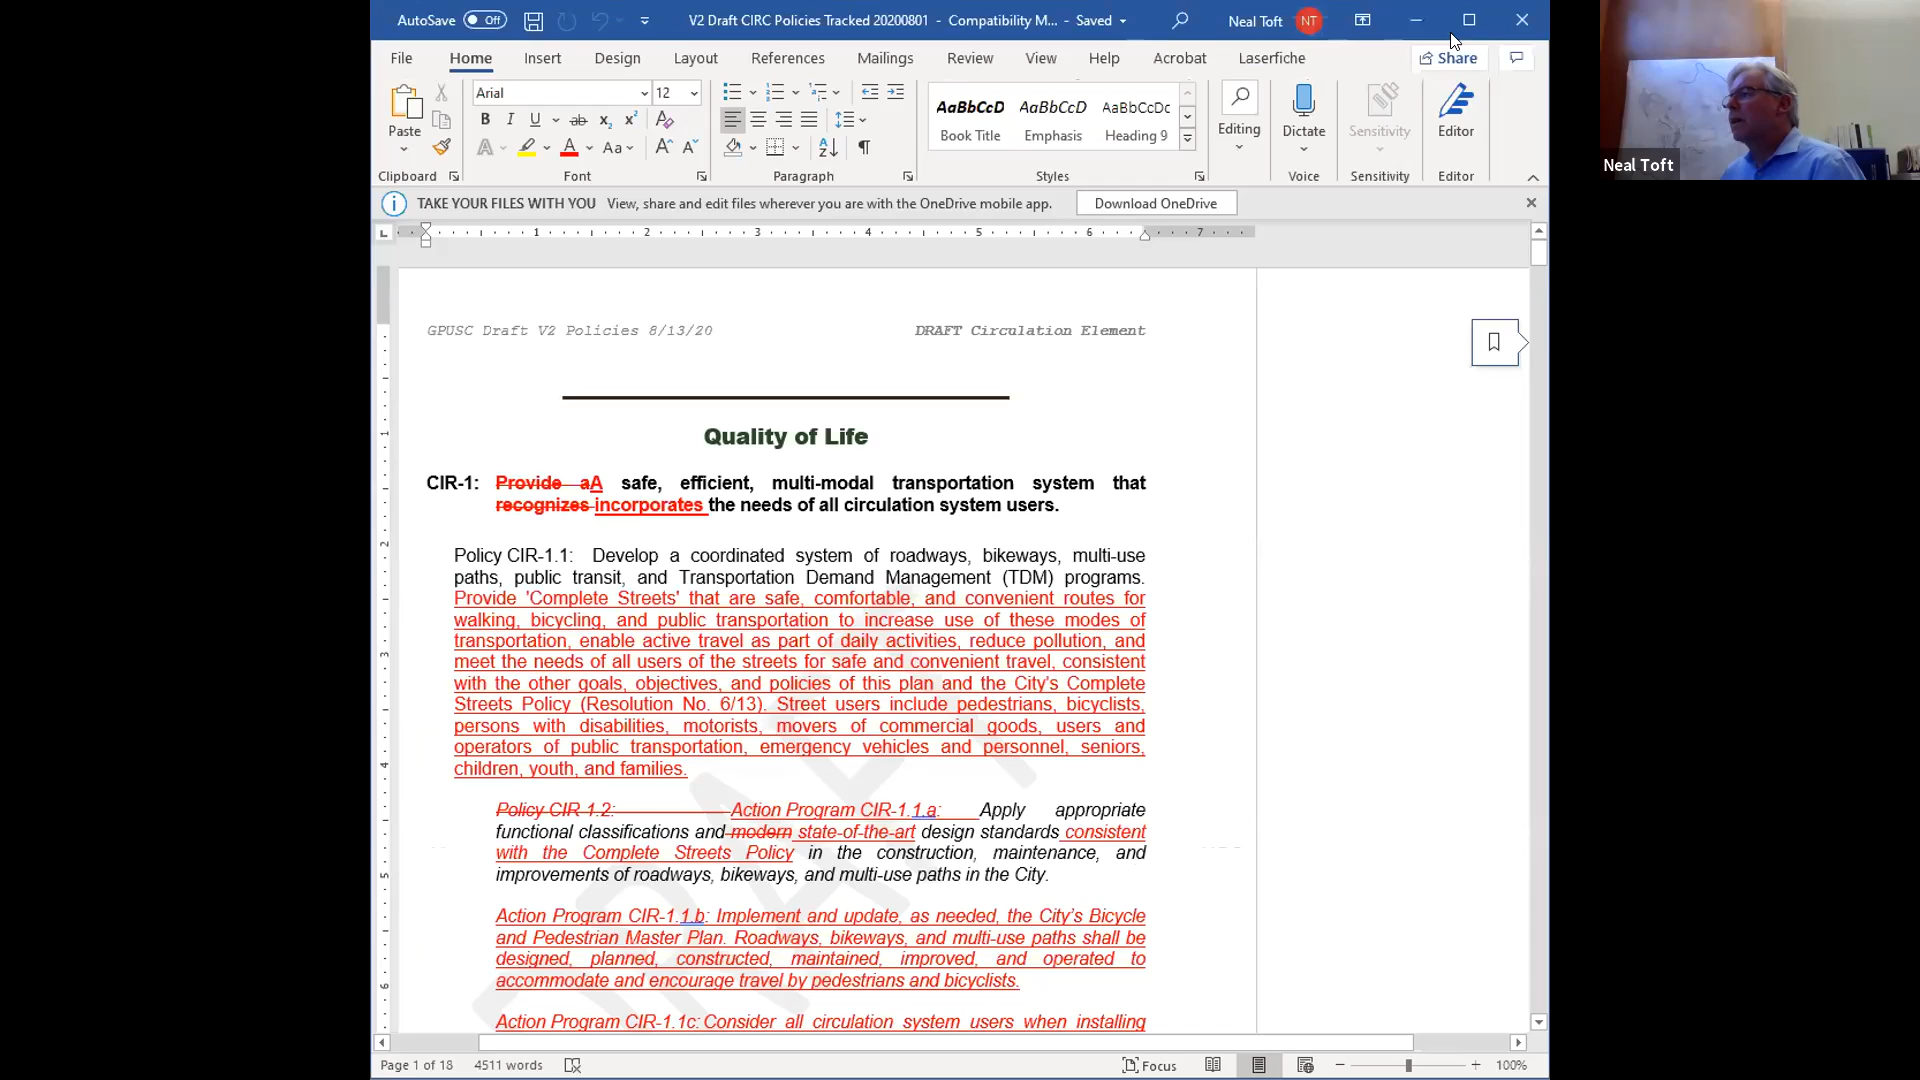 AutoSave Off V2 Draft CIRC Policies Tracked 20200801 - Compatibility M... - Saved Neal Toft NT
File Home Insert Design Layout References Mailings Review View Help Acrobat Laserfiche Share
Arial 12 AaBbCcD AaBbCcD AaBbCcDc
Paste Book Title Emphasis Heading 9 Editing Dictate Sensitivity Editor
Clipboard Font Paragraph Styles Voice Sensitivity Editor
Neal Toft
TAKE YOUR FILES WITH YOU View, share and edit files wherever you are with the OneDrive mobile app. Download OneDrive
1 2 3 4 5 6 7
GPUSC Draft V2 Policies 8/13/20 DRAFT Circulation Element
Quality of Life
CIR-1: Provide aA safe, efficient, multi-modal transportation system that
recognizes incorporates the needs of all circulation system users.
Policy CIR-1.1: Develop a coordinated system of roadways, bikeways, multi-use
paths, public transit, and Transportation Demand Management (TDM) programs.
Provide 'Complete Streets' that are safe, comfortable, and convenient routes for
walking, bicycling, and public transportation to increase use of these modes of
transportation, enable active travel as part of daily activities, reduce pollution, and
meet the needs of all users of the streets for safe and convenient travel, consistent
with the other goals, objectives, and policies of this plan and the City's Complete
Streets Policy (Resolution No. 6/13). Street users include pedestrians, bicyclists,
persons with disabilities, motorists, movers of commercial goods, users and
operators of public transportation, emergency vehicles and personnel, seniors,
children, youth, and families.
Policy CIR-1.2: Action Program CIR-1.1.a: Apply appropriate
functional classifications and modern state-of-the-art design standards consistent
with the Complete Streets Policy in the construction, maintenance, and
improvements of roadways, bikeways, and multi-use paths in the City.
Action Program CIR-1.1.b: Implement and update, as needed, the City's Bicycle
and Pedestrian Master Plan. Roadways, bikeways, and multi-use paths shall be
designed, planned, constructed, maintained, improved, and operated to
accommodate and encourage travel by pedestrians and bicyclists.
Action Program CIR-1.1c: Consider all circulation system users when installing
DRAFT
1
2
3
4
5
6
Page 1 of 18 4511 words Focus 100%